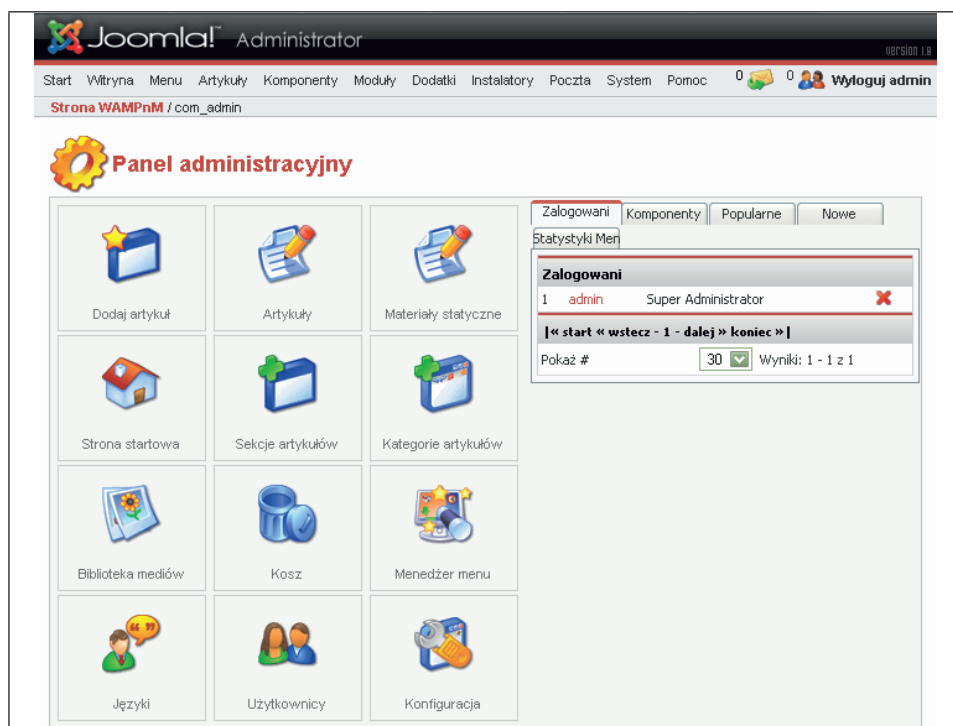 Joomla!™ Administrator
version 1.0
Start Witryna Menu Artykuły Komponenty Moduły Dodatki Instalatory Poczta System Pomoc 0 0 Wyloguj admin
Strona WAMPnM / com_admin
Panel administracyjny
Zalogowani Komponenty Popularne Nowe
Statystyki Men
Zalogowani
1 admin Super Administrator
|« start « wstecz - 1 - dalej » koniec »|
Pokaż # 30 Wyniki: 1 - 1 z 1
Dodaj artykuł Artykuły Materiały statyczne
Strona startowa Sekcje artykułów Kategorie artykułów
Biblioteka mediów Kosz Menedżer menu
Języki Użytkownicy Konfiguracja